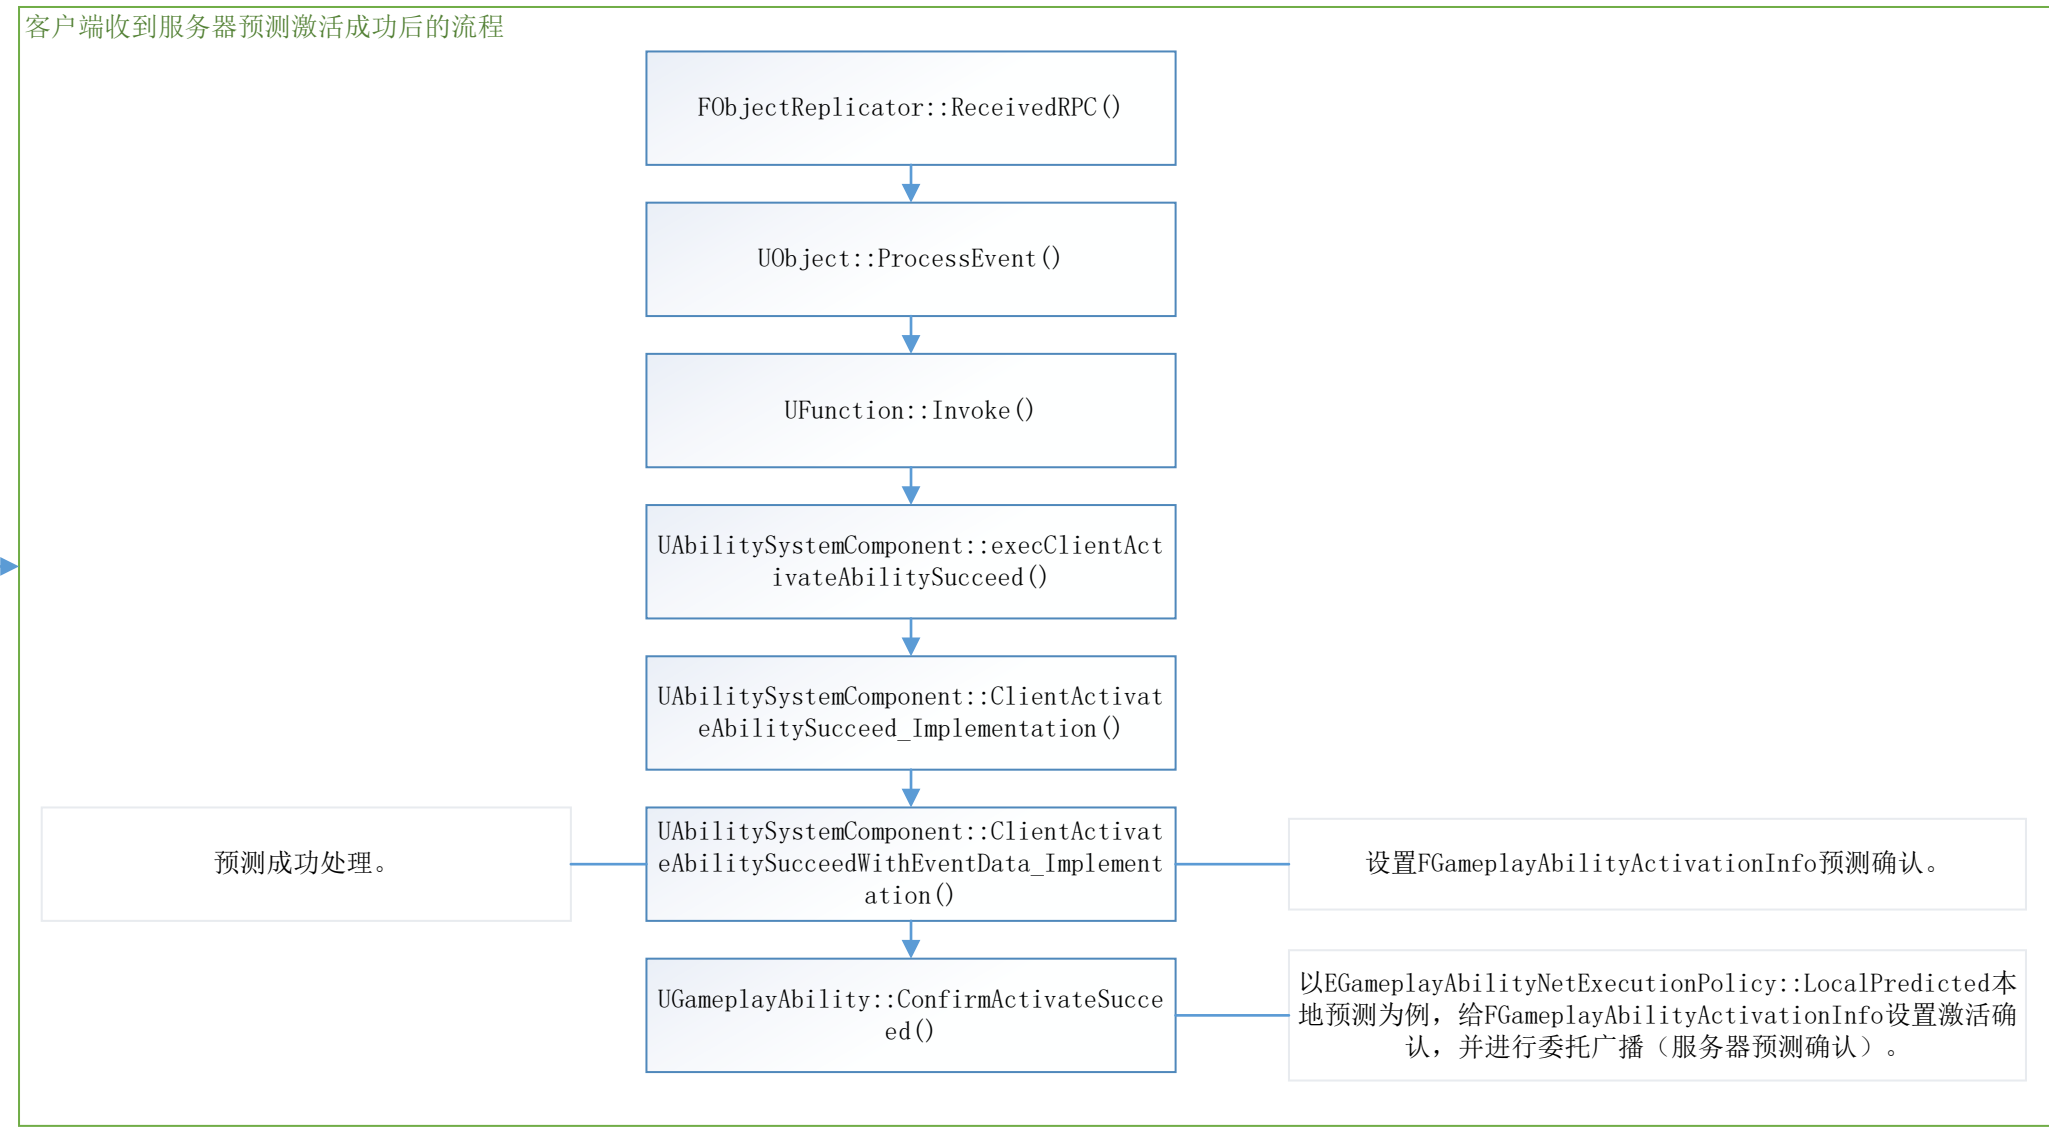 客户端收到服务器预测激活成功后的流程
FObjectReplicator::ReceivedRPC()
UObject::ProcessEvent()
UFunction::Invoke()
UAbilitySystemComponent::execClientAct
ivateAbilitySucceed()
UAbilitySystemComponent::ClientActivat
eAbilitySucceed_Implementation()
预测成功处理。
UAbilitySystemComponent::ClientActivat
eAbilitySucceedWithEventData_Implement
ation()
设置FGameplayAbilityActivationInfo预测确认。
UGameplayAbility::ConfirmActivateSucce
ed()
以EGameplayAbilityNetExecutionPolicy::LocalPredicted本
地预测为例，给FGameplayAbilityActivationInfo设置激活确
认，并进行委托广播（服务器预测确认）。